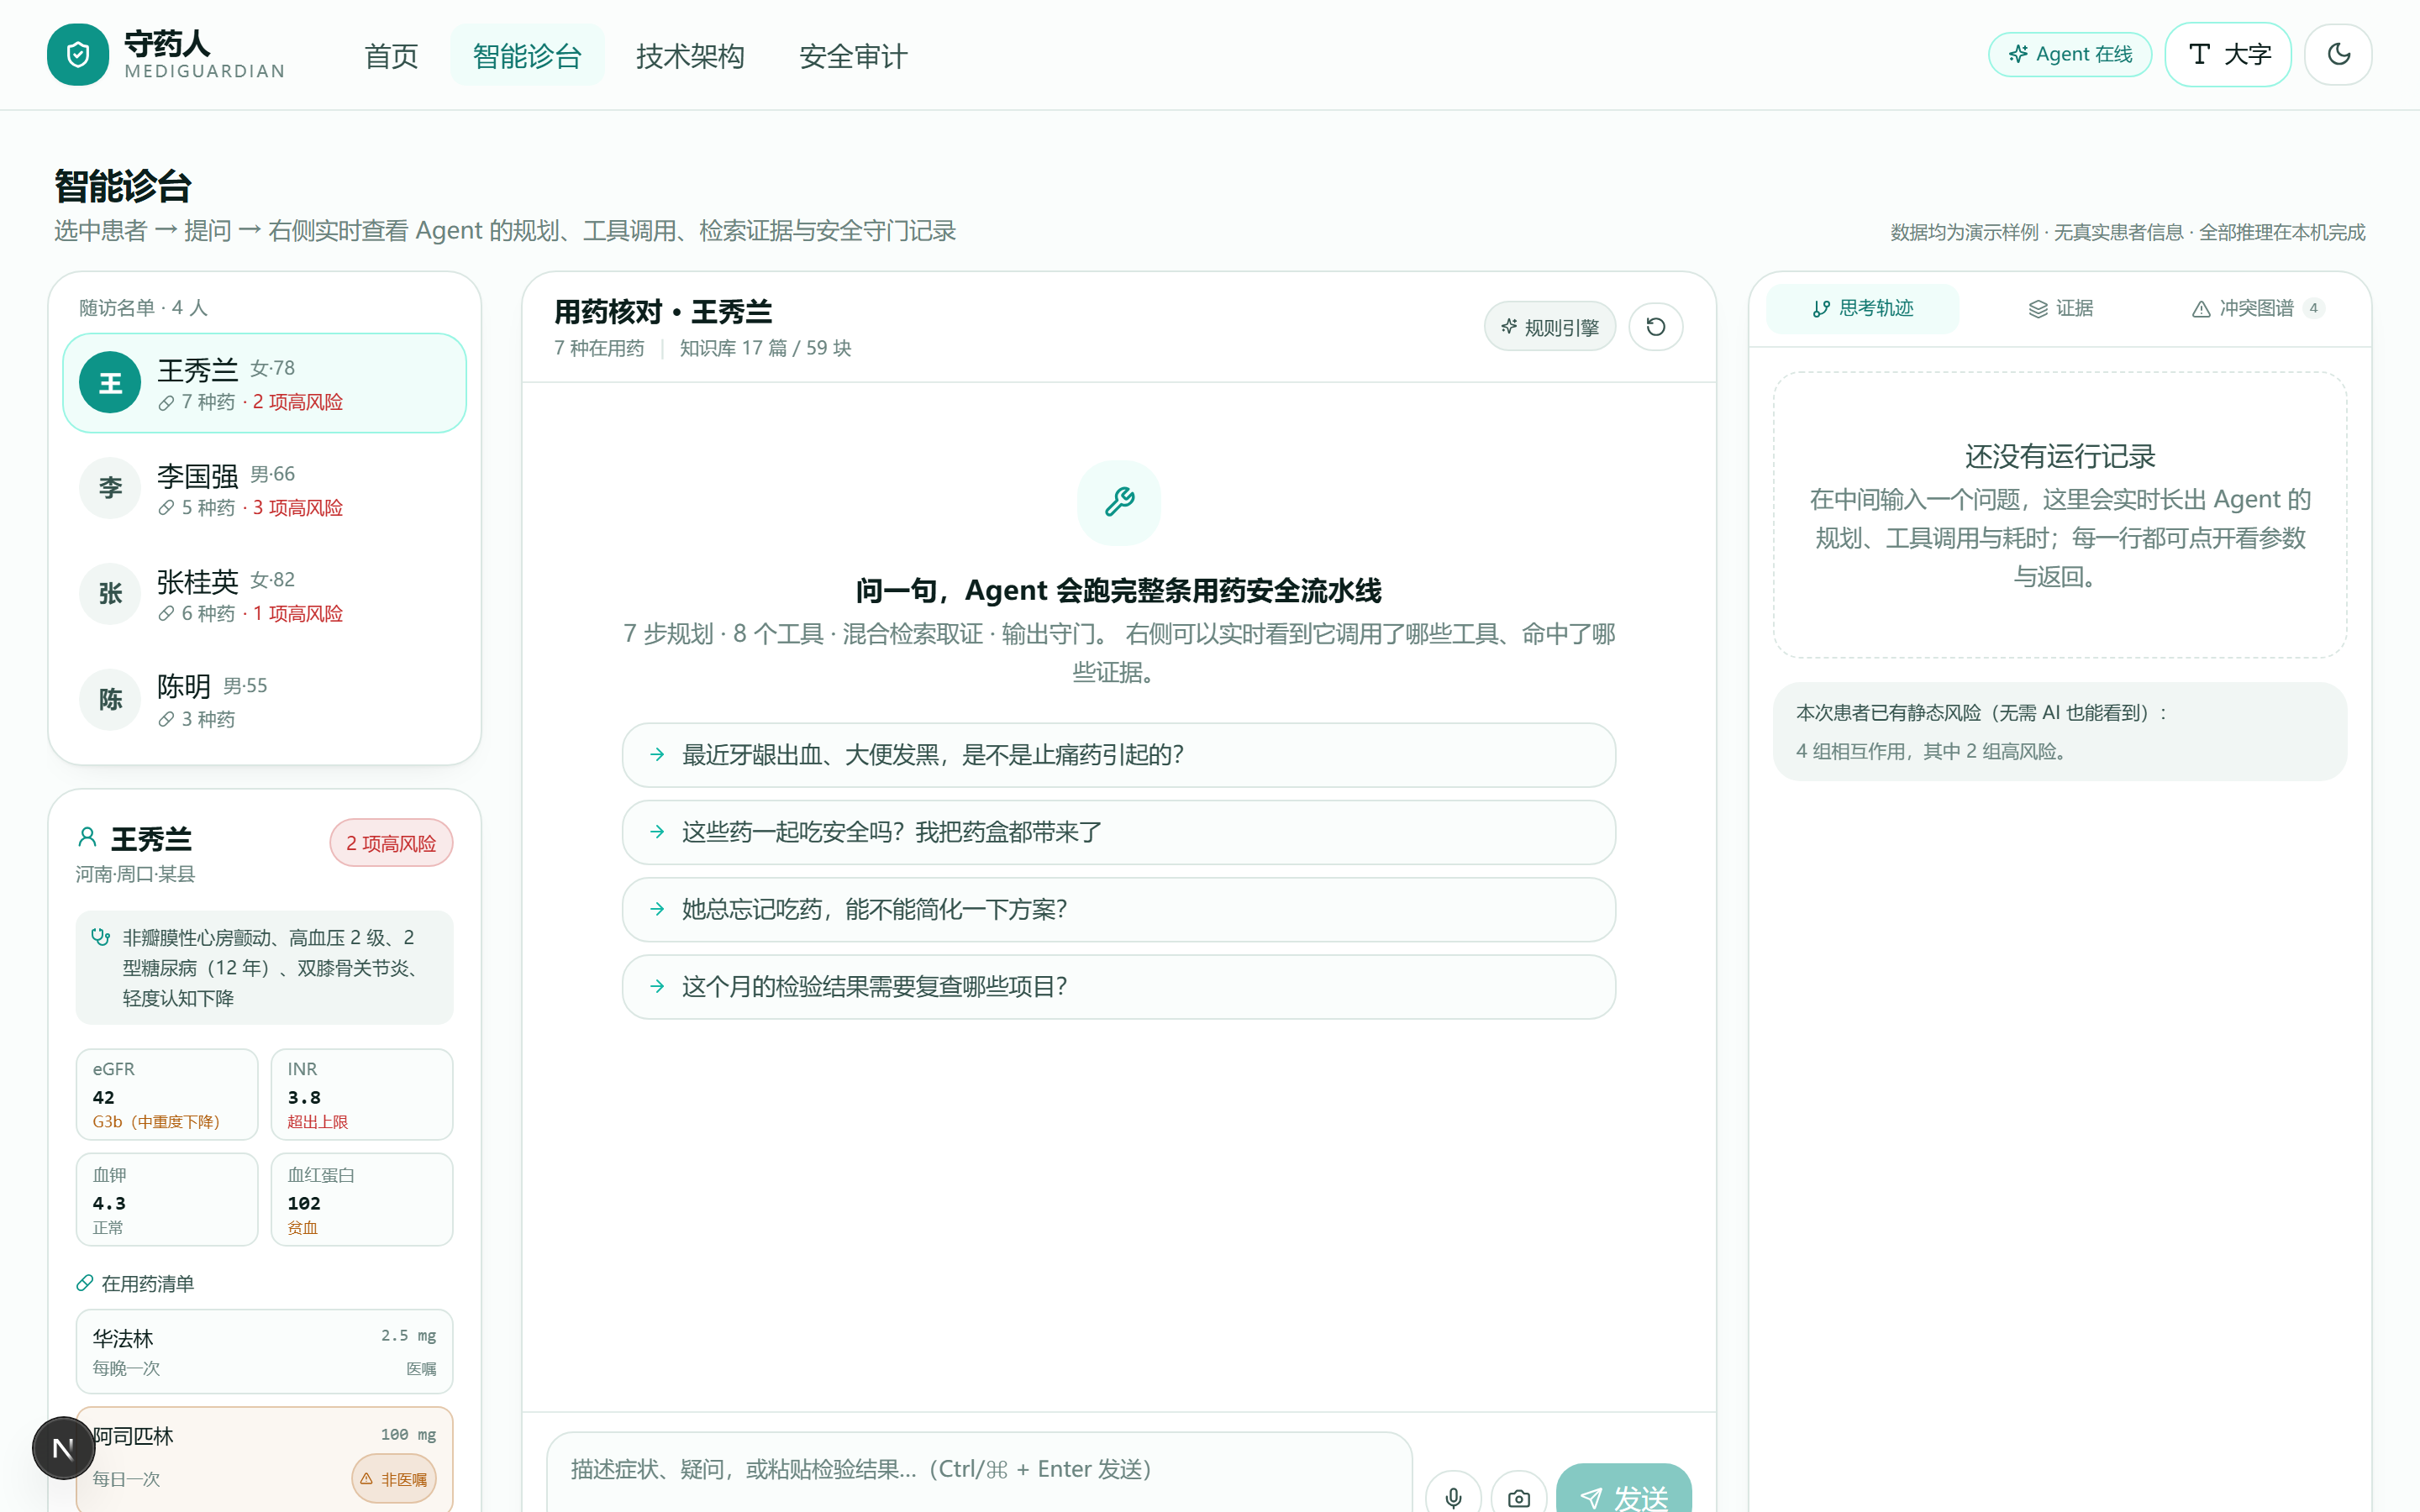 守药人
MEDIGUARDIAN
首页
智能诊台
技术架构
安全审计
Agent 在线
大字
智能诊台
选中患者 → 提问 → 右侧实时查看 Agent 的规划、工具调用、检索证据与安全守门记录
数据均为演示样例 · 无真实患者信息 · 全部推理在本机完成
随访名单 · 4 人
王
王秀兰 女·78
7 种药 · 2 项高风险
李
李国强 男·66
5 种药 · 3 项高风险
张
张桂英 女·82
6 种药 · 1 项高风险
陈
陈明 男·55
3 种药
王秀兰
2 项高风险
河南·周口·某县
非瓣膜性心房颤动、高血压 2 级、2
型糖尿病（12 年）、双膝骨关节炎、
轻度认知下降
eGFR
42
G3b（中重度下降）
INR
3.8
超出上限
血钾
4.3
正常
血红蛋白
102
贫血
在用药清单
华法林
2.5 mg
每晚一次
医嘱
阿司匹林
100 mg
每日一次
非医嘱
N
用药核对 • 王秀兰
7 种在用药 | 知识库 17 篇 / 59 块
规则引擎
问一句，Agent 会跑完整条用药安全流水线
7 步规划 · 8 个工具 · 混合检索取证 · 输出守门。 右侧可以实时看到它调用了哪些工具、命中了哪
些证据。
最近牙龈出血、大便发黑，是不是止痛药引起的？
这些药一起吃安全吗？我把药盒都带来了
她总忘记吃药，能不能简化一下方案？
这个月的检验结果需要复查哪些项目？
描述症状、疑问，或粘贴检验结果...（Ctrl/⌘ + Enter 发送）
发送
思考轨迹
证据
冲突图谱 4
还没有运行记录
在中间输入一个问题，这里会实时长出 Agent 的
规划、工具调用与耗时；每一行都可点开看参数
与返回。
本次患者已有静态风险（无需 AI 也能看到）：
4 组相互作用，其中 2 组高风险。